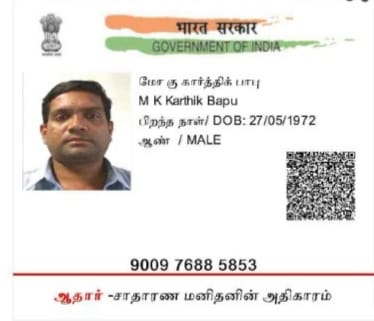 भारत सरकार
GOVERNMENT OF INDIA
மோ கு கார்த்திக் பாபு
M K Karthik Bapu
பிறந்த நாள்/ DOB: 27/05/1972
ஆண் / MALE
9009 7688 5853
ஆதார் -சாதாரண மனிதனின் அதிகாரம்